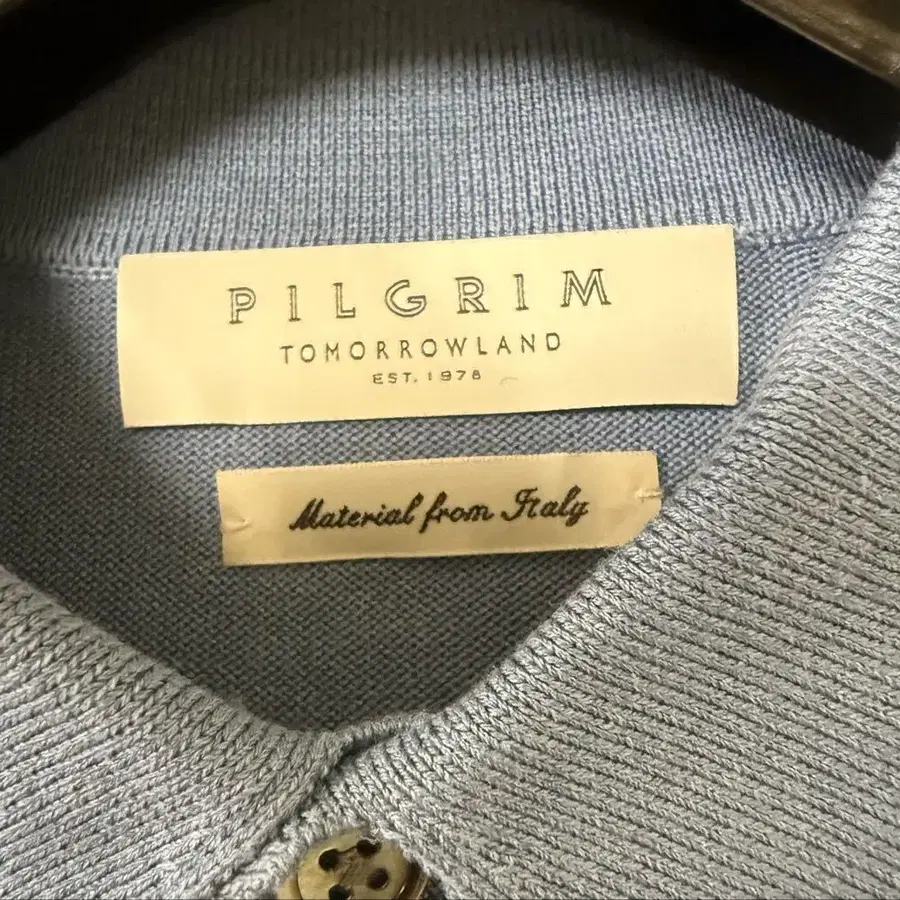 PILGRIM
TOMORROWLAND
EST. 1978
Material from Italy